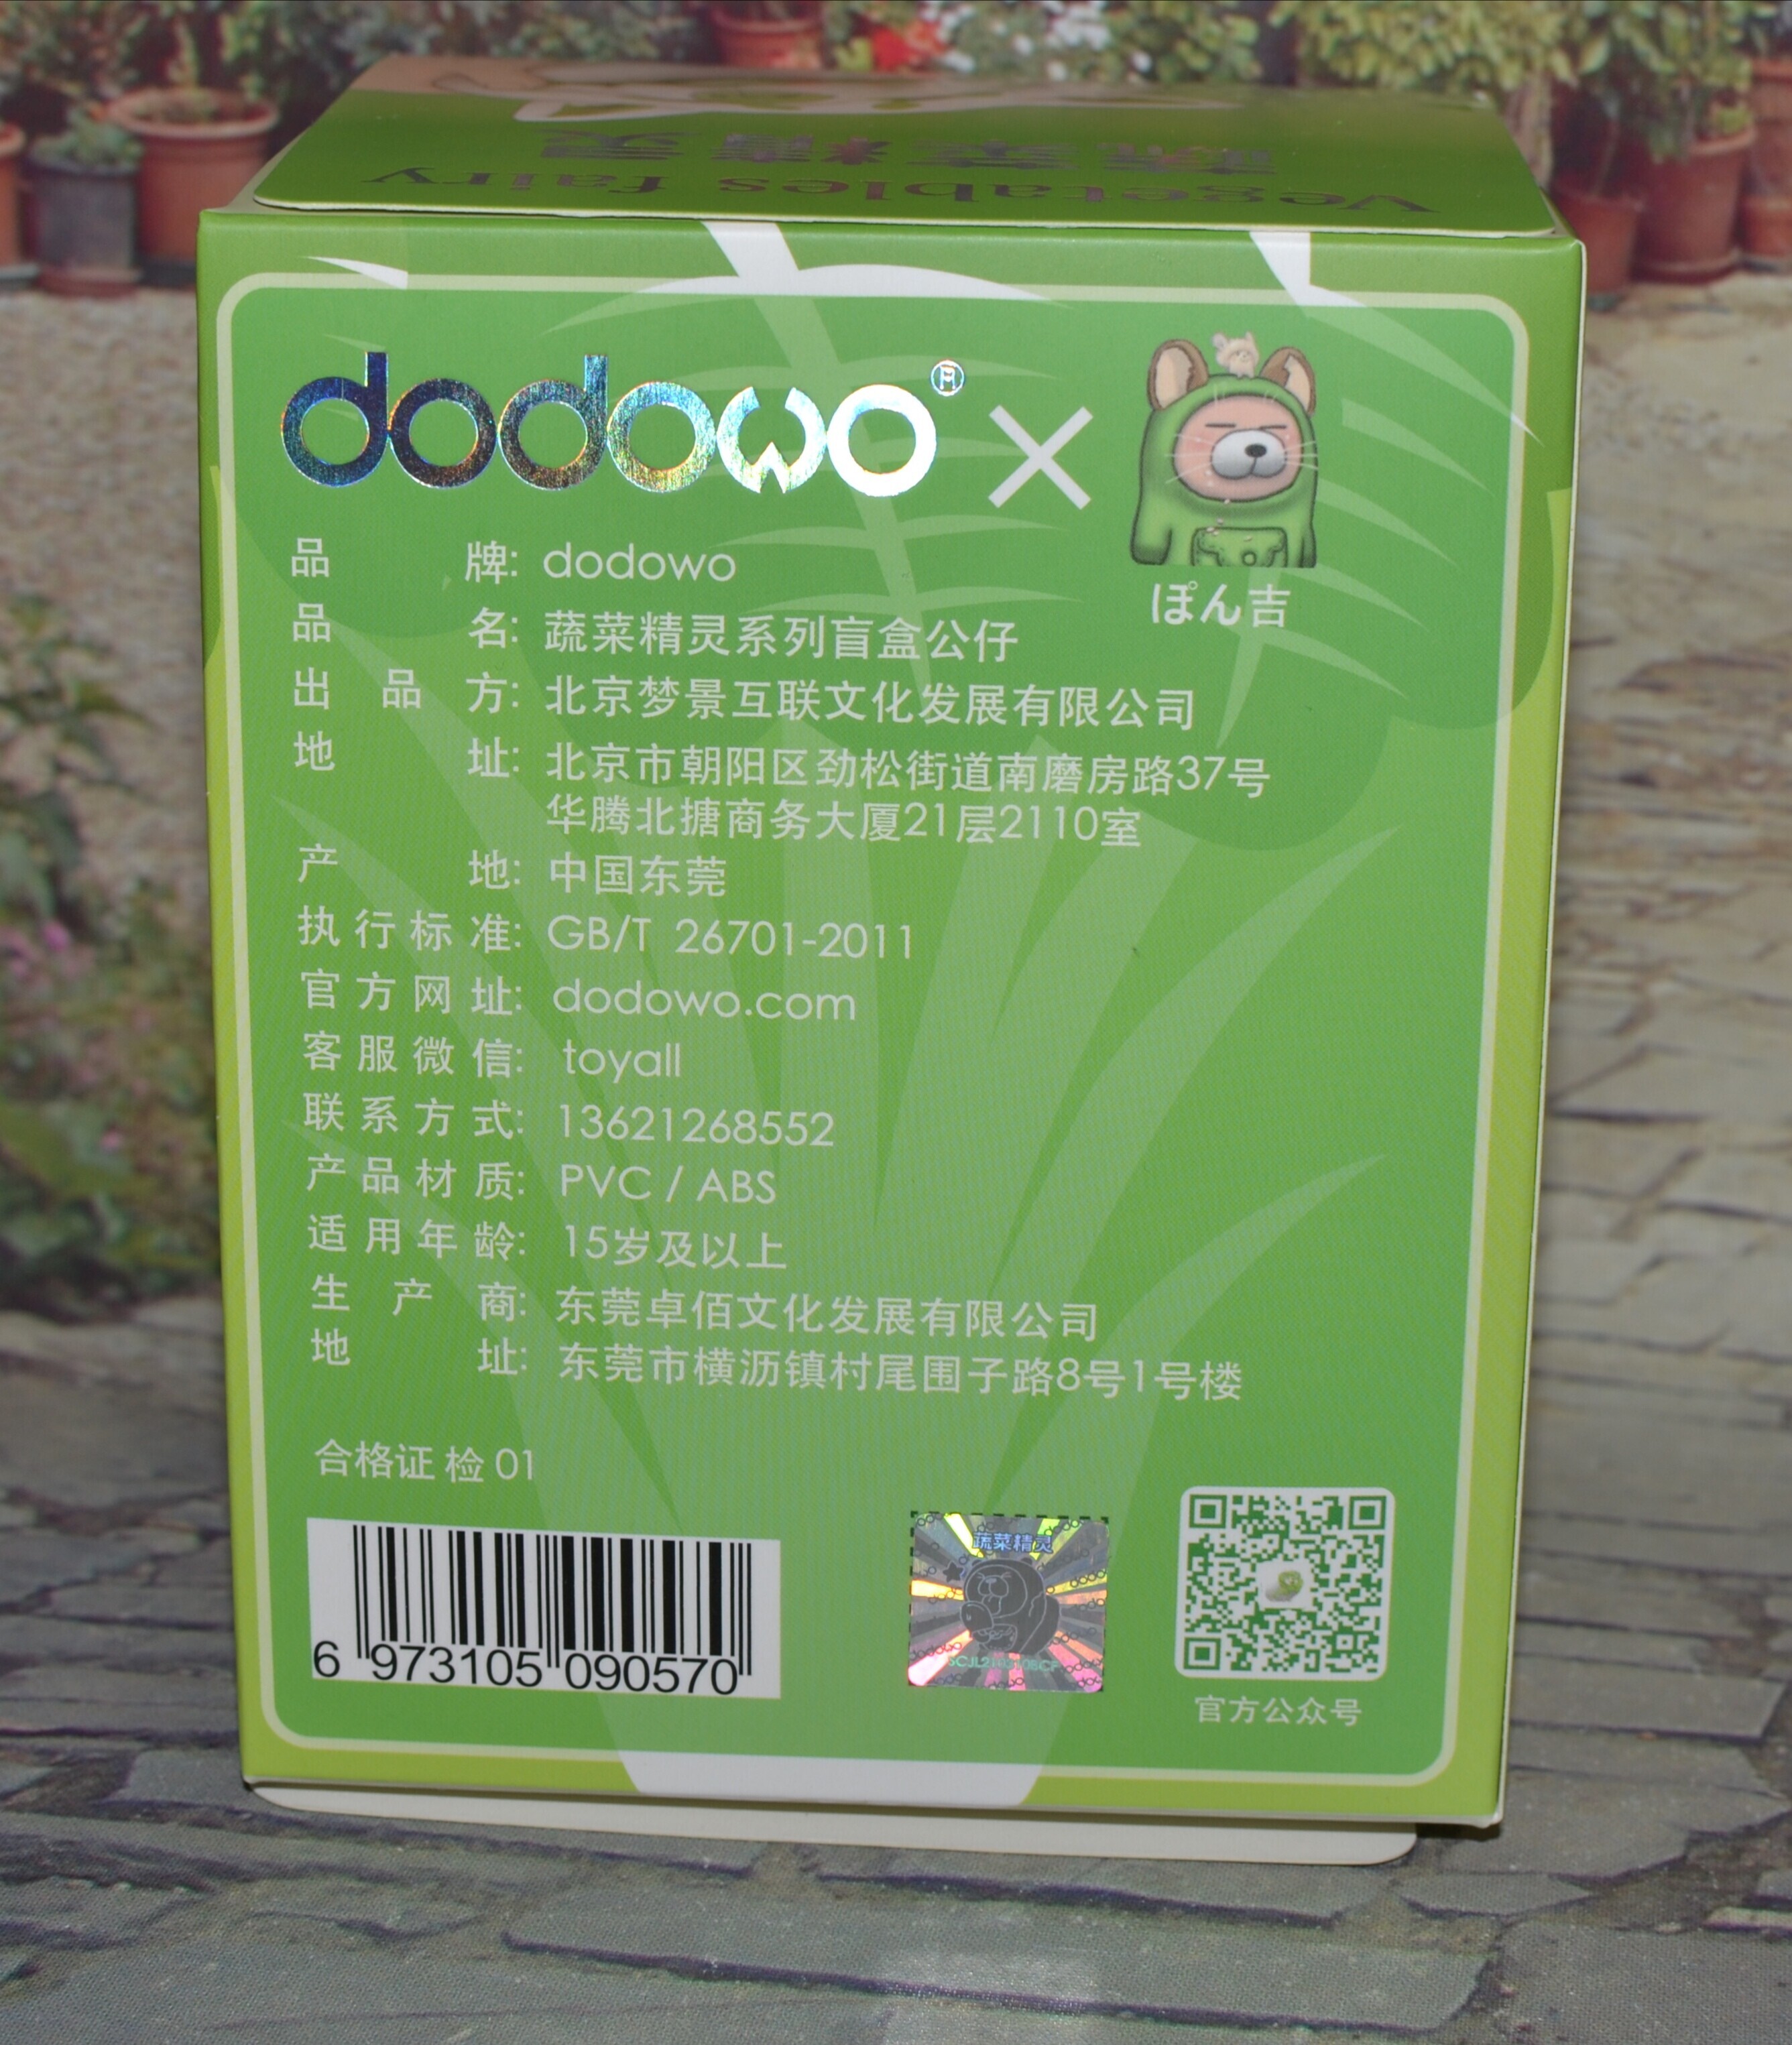 蔬菜精灵
vegetables fairy
dodowo®
×
ぽん吉
品 牌: dodowo
品 名: 蔬菜精灵系列盲盒公仔
出 品 方: 北京梦景互联文化发展有限公司
地 址: 北京市朝阳区劲松街道南磨房路37号
华腾北搪商务大厦21层2110室
产 地: 中国东莞
执行标准: GB/T 26701-2011
官方网址: dodowo.com
客服微信: toyall
联系方式: 13621268552
产品材质: PVC / ABS
适用年龄: 15岁及以上
生 产 商: 东莞卓佰文化发展有限公司
地 址: 东莞市横沥镇村尾围子路8号1号楼
合格证 检 01
6 973105 090570
蔬菜精灵
官方公众号